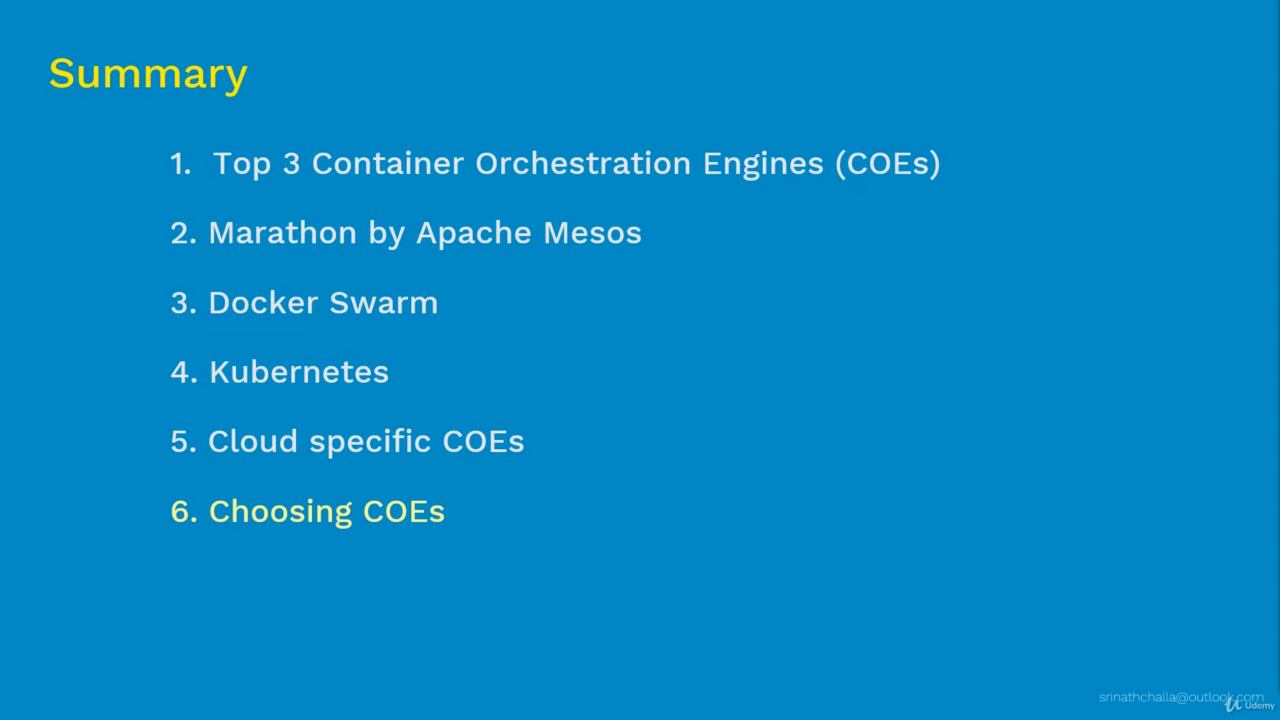 Summary
1. Top 3 Container Orchestration Engines (COEs)
2. Marathon by Apache Mesos
3. Docker Swarm
4. Kubernetes
5. Cloud specific COEs
6. Choosing COEs
srinathchalla@outlook.com
Udemy